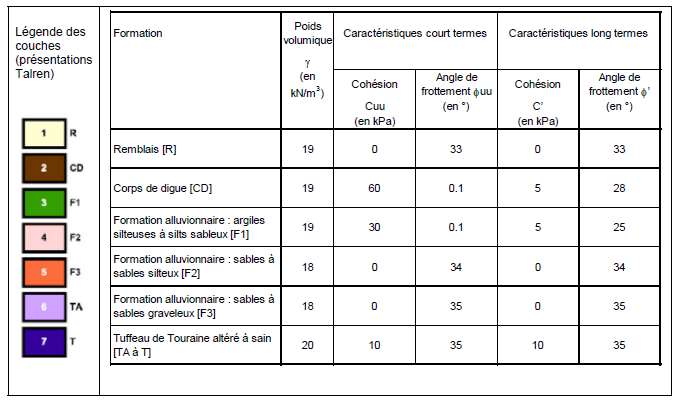 Légende des
couches
(présentations
Talren)
1 R
2 CD
3 F1
4 F2
5 F3
6 TA
7 T
Formation
Poids
volumique
γ
(en
kN/m³)
Caractéristiques court termes
Caractéristiques long termes
Cohésion
Cuu
(en kPa)
Angle de
frottement ϕuu
(en °)
Cohésion
C'
(en kPa)
Angle de
frottement ϕ'
(en °)
Remblais [R] 19 0 33 0 33
Corps de digue [CD] 19 60 0.1 5 28
Formation alluvionnaire : argiles
silteuses à silts sableux [F1] 19 30 0.1 5 25
Formation alluvionnaire : sables à
sables silteux [F2] 18 0 34 0 34
Formation alluvionnaire : sables à
sables graveleux [F3] 18 0 35 0 35
Tuffeau de Touraine altéré à sain
[TA à T] 20 10 35 10 35